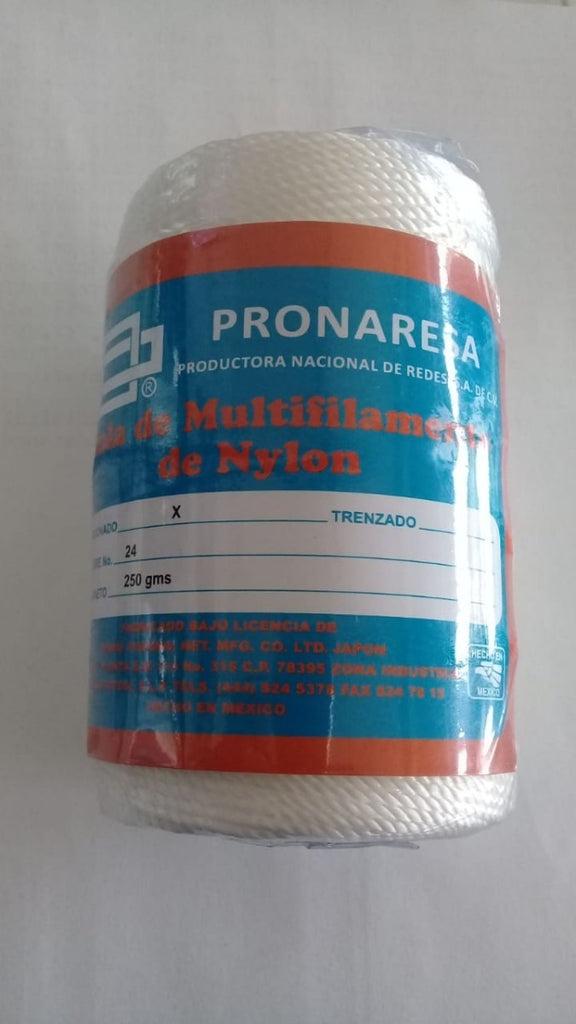 PRONARESA
®
PRODUCTORA NACIONAL DE REDES S.A. DE C.V.
de Multifilamento
de Nylon
X TRENZADO
No. 24
250 gms
BAJO LICENCIA DE
NET. MFG. CO. LTD. JAPON
No. 315 C.P. 78395 ZONA
TELS. (444) 824 5376 FAX 824 78 15
HECHO EN MEXICO
HECHO EN
MEXICO